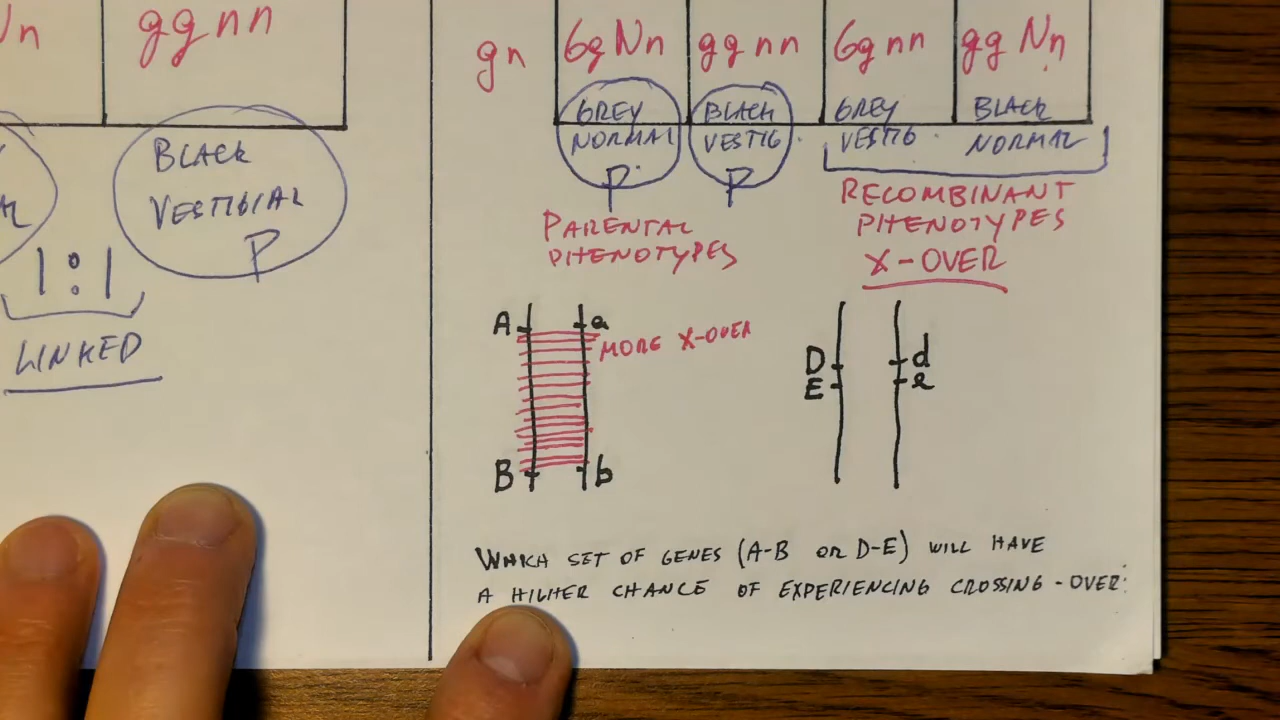 Nn
ggnn
BLACK
VESTIGIAL
P
1:1
LINKED
gn
GgNn
ggnn
Ggnn
ggNn
GREY
NORMAL
P
BLACK
VESTIG
P
GREY
VESTIG
BLACK
NORMAL
PARENTAL
PHENOTYPES
RECOMBINANT
PHENOTYPES
X-OVER
A a
MORE X-OVER
B b
D d
E e
WHICH SET OF GENES (A-B OR D-E) WILL HAVE
A HIGHER CHANCE OF EXPERIENCING CROSSING-OVER: